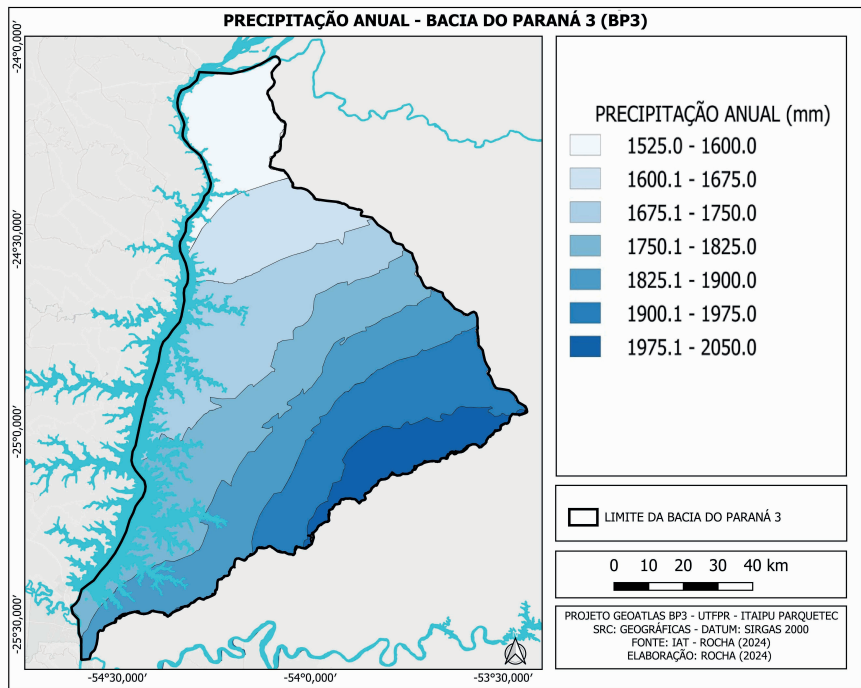 PRECIPITAÇÃO ANUAL - BACIA DO PARANÁ 3 (BP3)
-24°0,000'
-24°30,000'
-25°0,000'
-25°30,000'
-54°30,000'
-54°0,000'
-53°30,000'
PRECIPITAÇÃO ANUAL (mm)
1525.0 - 1600.0
1600.1 - 1675.0
1675.1 - 1750.0
1750.1 - 1825.0
1825.1 - 1900.0
1900.1 - 1975.0
1975.1 - 2050.0
LIMITE DA BACIA DO PARANÁ 3
0 10 20 30 40 km
PROJETO GEOATLAS BP3 - UTFPR - ITAIPU PARQUETEC
SRC: GEOGRÁFICAS - DATUM: SIRGAS 2000
FONTE: IAT - ROCHA (2024)
ELABORAÇÃO: ROCHA (2024)